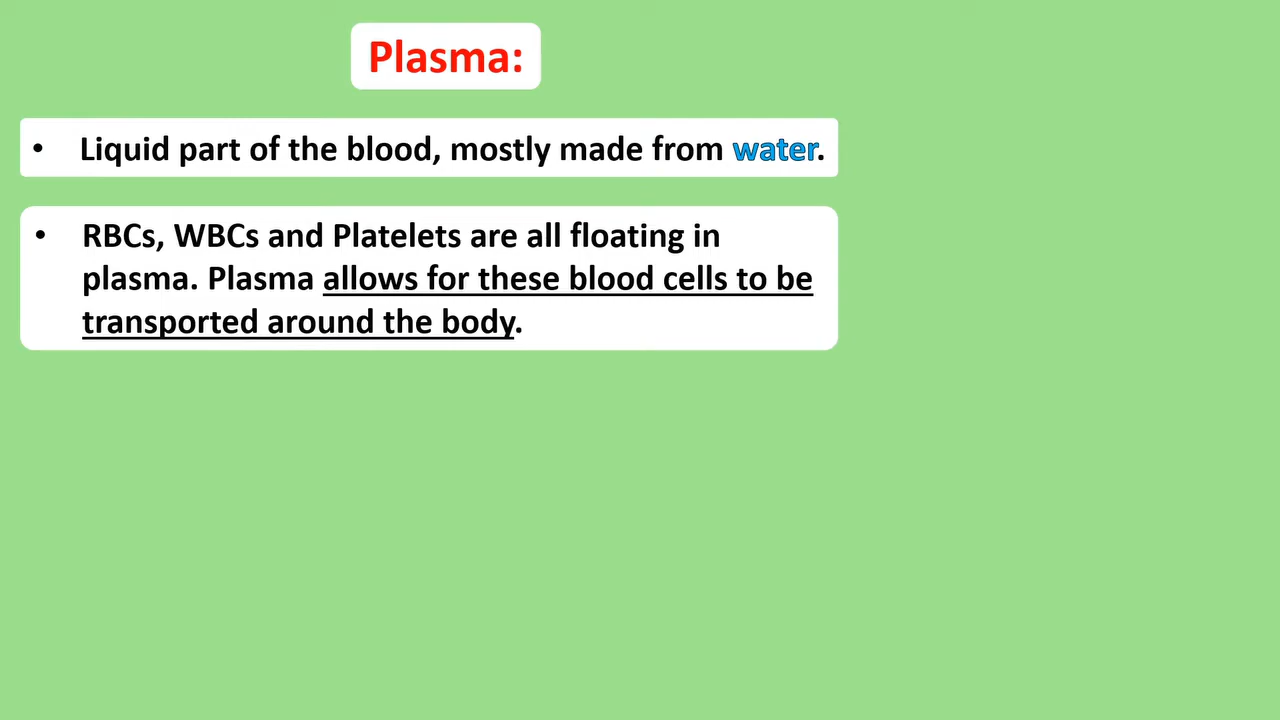 Plasma:
• Liquid part of the blood, mostly made from water.
• RBCs, WBCs and Platelets are all floating in
plasma. Plasma allows for these blood cells to be
transported around the body.